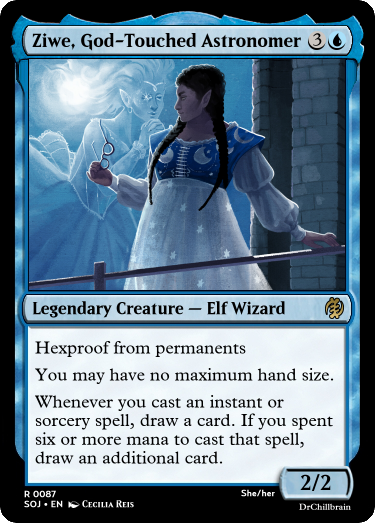 Ziwe, God-Touched Astronomer 3
Legendary Creature — Elf Wizard
Hexproof from permanents
You may have no maximum hand size.
Whenever you cast an instant or
sorcery spell, draw a card. If you spent
six or more mana to cast that spell,
draw an additional card.
2/2
R 0087
She/her
SOJ • EN Cecilia Reis
DrChillbrain